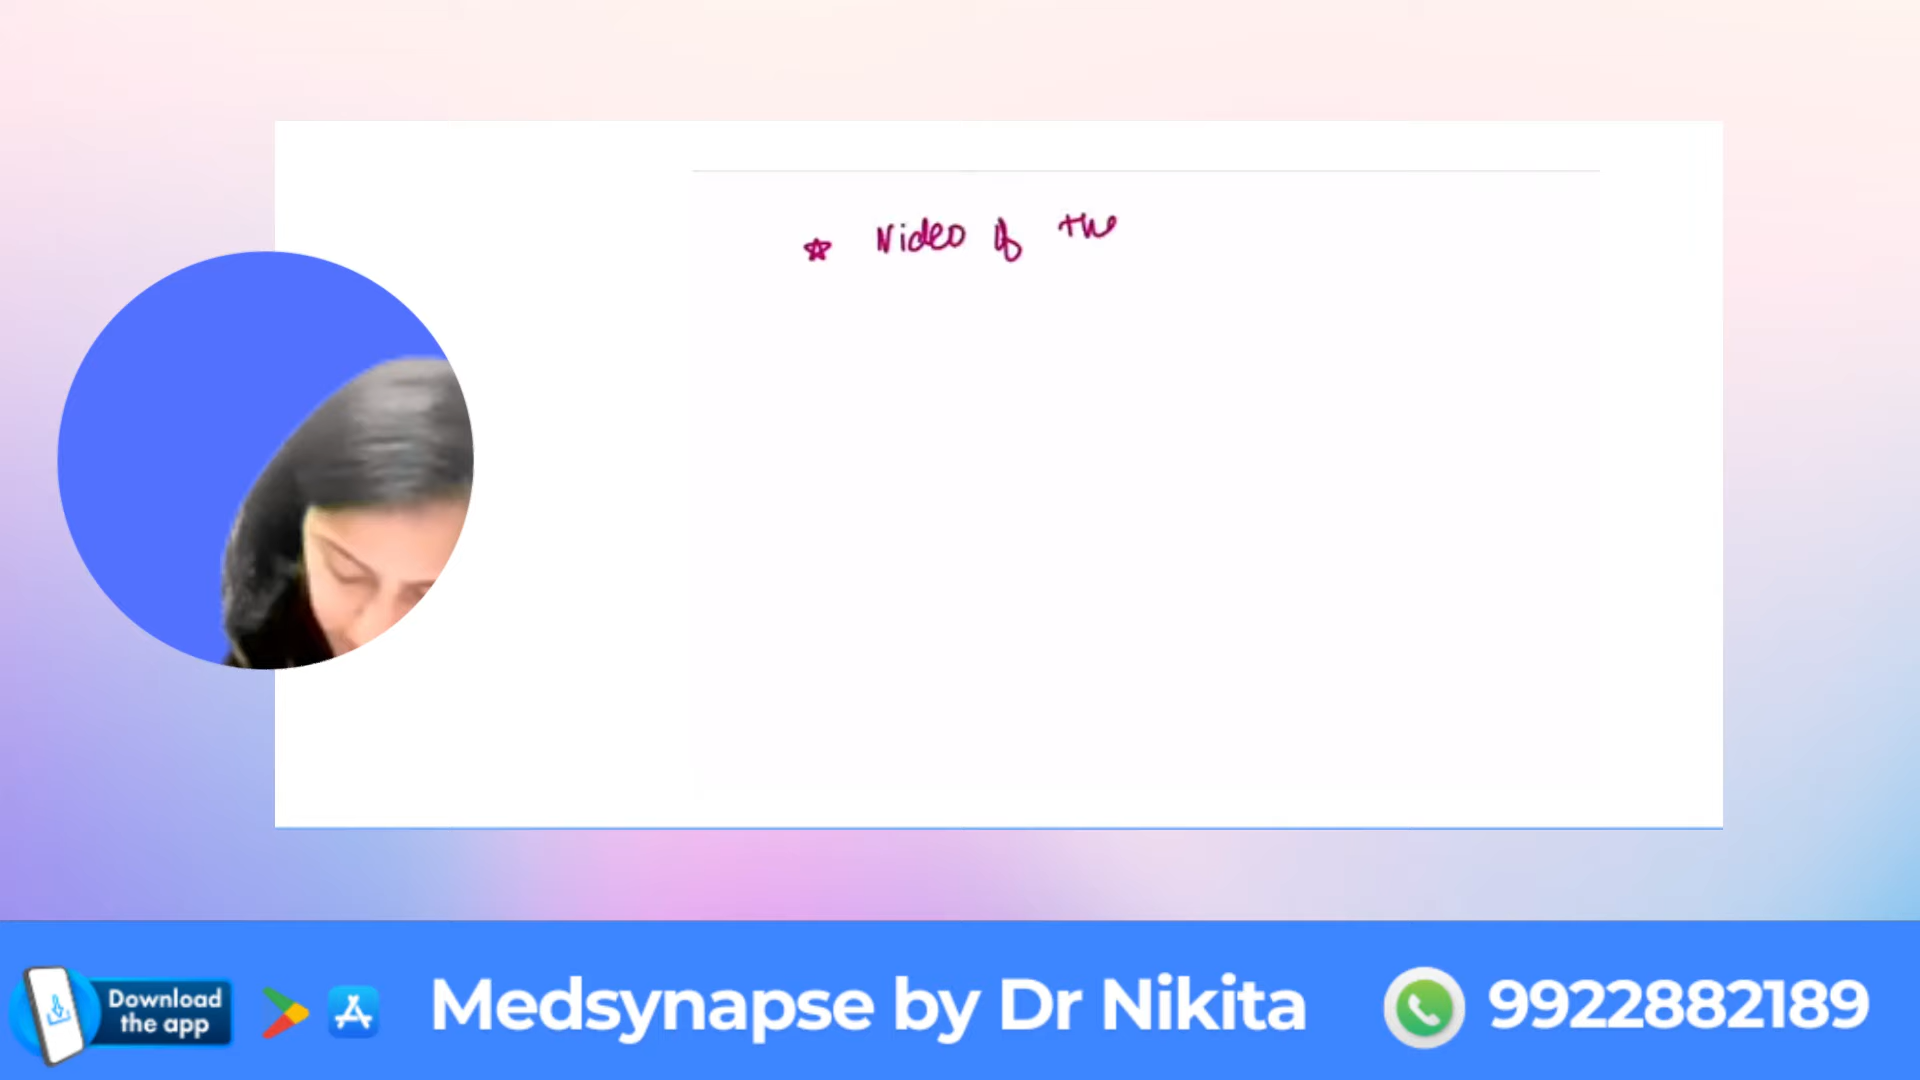 ☆ Video of the
Download
the app
Medsynapse by Dr Nikita
9922882189